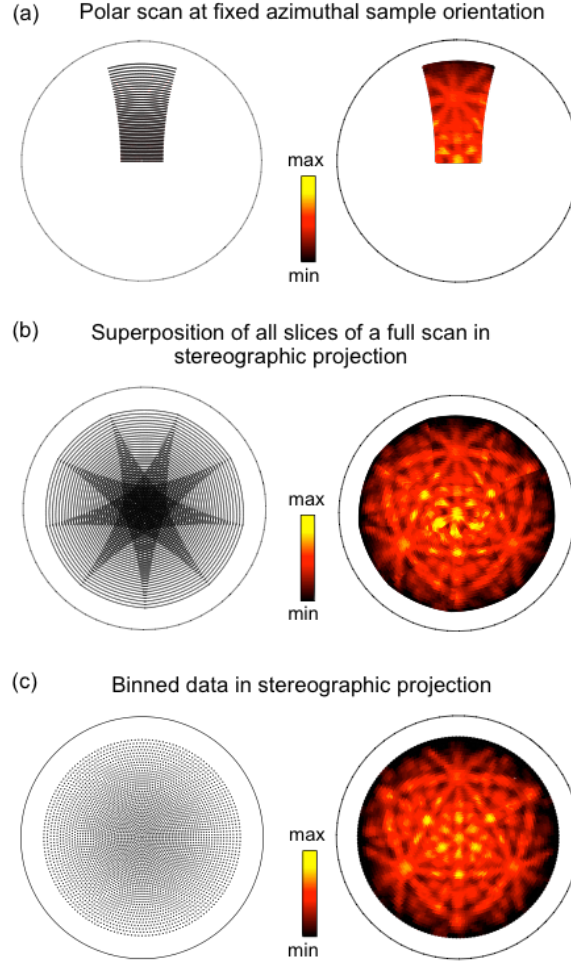 (a) Polar scan at fixed azimuthal sample orientation
max
min
(b) Superposition of all slices of a full scan in
stereographic projection
max
min
(c) Binned data in stereographic projection
max
min